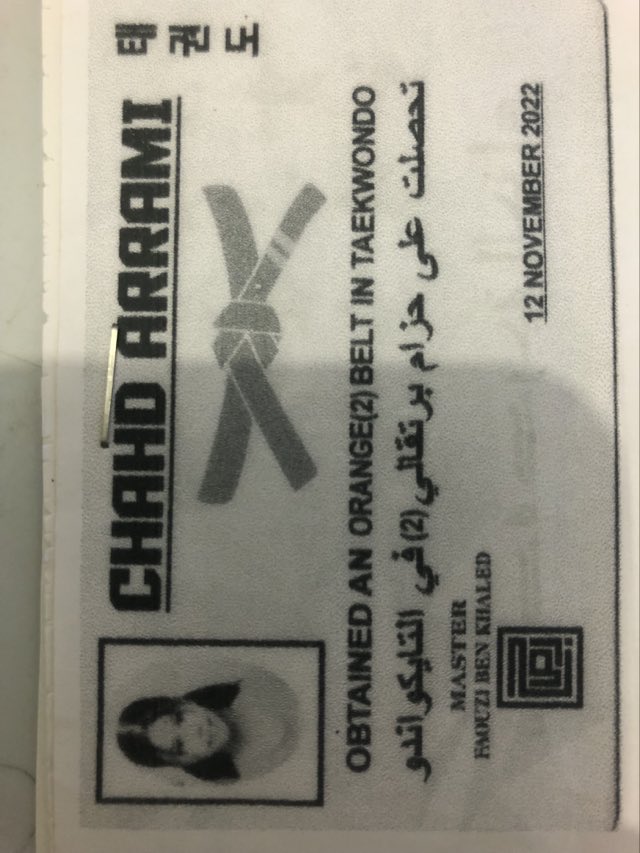 태권도
CHAHD ARRAMI
OBTAINED AN ORANGE(2) BELT IN TAEKWONDO
تحصلت على حزام برتقالي(2) في التايكواندو
MASTER
FAOUZI BEN KHALED
12 NOVEMBER 2022